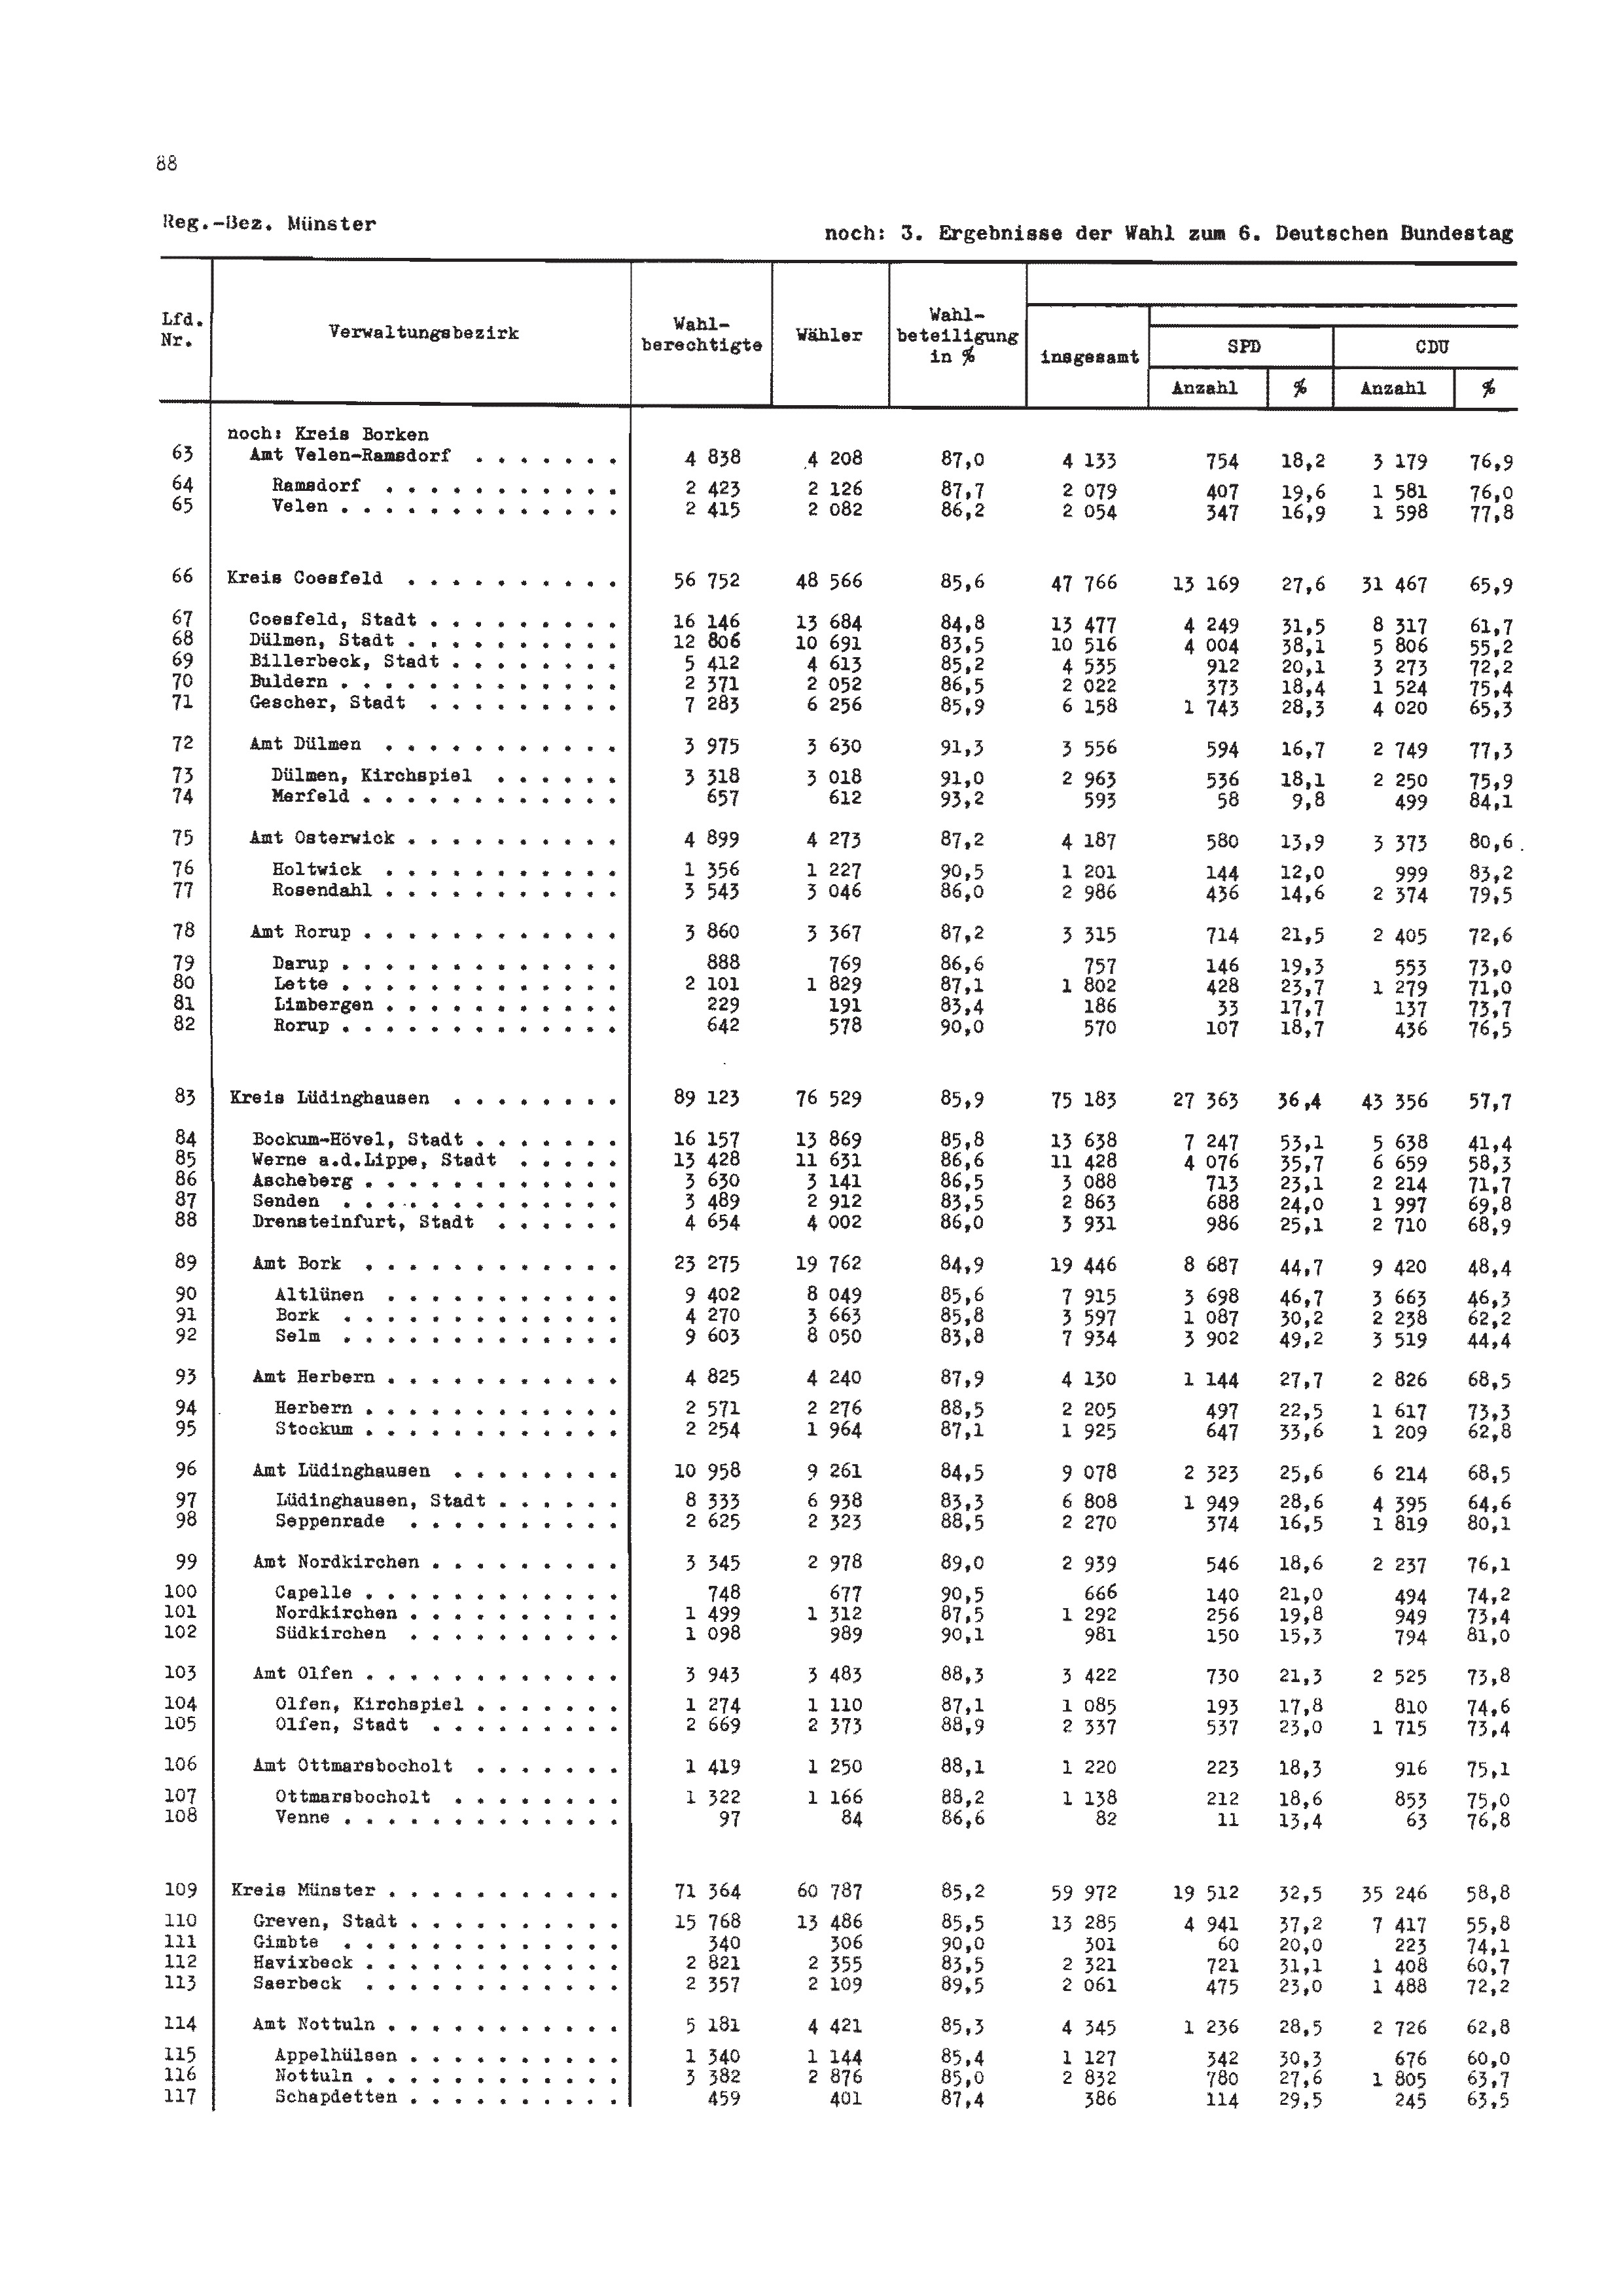 88
Reg.-Bez. Münster
noch: 3. Ergebnisse der Wahl zum 6. Deutschen Bundestag
Lfd. Nr. Verwaltungsbezirk Wahl-berechtigte Wähler Wahl-beteiligung in % insgesamt SPD CDU
Anzahl % Anzahl %
noch: Kreis Borken
63 Amt Velen-Ramsdorf . . . . . . . 4 838 4 208 87,0 4 133 754 18,2 3 179 76,9
64 Ramsdorf . . . . . . . . . . . 2 423 2 126 87,7 2 079 407 19,6 1 581 76,0
65 Velen . . . . . . . . . . . . . 2 415 2 082 86,2 2 054 347 16,9 1 598 77,8
66 Kreis Coesfeld . . . . . . . . . . 56 752 48 566 85,6 47 766 13 169 27,6 31 467 65,9
67 Coesfeld, Stadt . . . . . . . . . 16 146 13 684 84,8 13 477 4 249 31,5 8 317 61,7
68 Dülmen, Stadt . . . . . . . . . . 12 806 10 691 83,5 10 516 4 004 38,1 5 806 55,2
69 Billerbeck, Stadt . . . . . . . . 5 412 4 613 85,2 4 535 912 20,1 3 273 72,2
70 Buldern . . . . . . . . . . . . . 2 371 2 052 86,5 2 022 373 18,4 1 524 75,4
71 Gescher, Stadt . . . . . . . . . 7 283 6 256 85,9 6 158 1 743 28,3 4 020 65,3
72 Amt Dülmen . . . . . . . . . . . 3 975 3 630 91,3 3 556 594 16,7 2 749 77,3
73 Dülmen, Kirchspiel . . . . . . 3 318 3 018 91,0 2 963 536 18,1 2 250 75,9
74 Merfeld . . . . . . . . . . . . 657 612 93,2 593 58 9,8 499 84,1
75 Amt Osterwick . . . . . . . . . . 4 899 4 273 87,2 4 187 580 13,9 3 373 80,6
76 Holtwick . . . . . . . . . . . 1 356 1 227 90,5 1 201 144 12,0 999 83,2
77 Rosendahl . . . . . . . . . . . 3 543 3 046 86,0 2 986 436 14,6 2 374 79,5
78 Amt Rorup . . . . . . . . . . . . 3 860 3 367 87,2 3 315 714 21,5 2 405 72,6
79 Darup . . . . . . . . . . . . . 888 769 86,6 757 146 19,3 553 73,0
80 Lette . . . . . . . . . . . . . 2 101 1 829 87,1 1 802 428 23,7 1 279 71,0
81 Limbergen . . . . . . . . . . . 229 191 83,4 186 33 17,7 137 73,7
82 Rorup . . . . . . . . . . . . . 642 578 90,0 570 107 18,7 436 76,5
83 Kreis Lüdinghausen . . . . . . . . 89 123 76 529 85,9 75 183 27 363 36,4 43 356 57,7
84 Bockum-Hövel, Stadt . . . . . . . 16 157 13 869 85,8 13 638 7 247 53,1 5 638 41,4
85 Werne a.d.Lippe, Stadt . . . . . 13 428 11 631 86,6 11 428 4 076 35,7 6 659 58,3
86 Ascheberg . . . . . . . . . . . . 3 630 3 141 86,5 3 088 713 23,1 2 214 71,7
87 Senden . . . . . . . . . . . . . 3 489 2 912 83,5 2 863 688 24,0 1 997 69,8
88 Drensteinfurt, Stadt . . . . . . 4 654 4 002 86,0 3 931 986 25,1 2 710 68,9
89 Amt Bork . . . . . . . . . . . . 23 275 19 762 84,9 19 446 8 687 44,7 9 420 48,4
90 Altlünen . . . . . . . . . . . 9 402 8 049 85,6 7 915 3 698 46,7 3 663 46,3
91 Bork . . . . . . . . . . . . . 4 270 3 663 85,8 3 597 1 087 30,2 2 238 62,2
92 Selm . . . . . . . . . . . . . 9 603 8 050 83,8 7 934 3 902 49,2 3 519 44,4
93 Amt Herbern . . . . . . . . . . . 4 825 4 240 87,9 4 130 1 144 27,7 2 826 68,5
94 Herbern . . . . . . . . . . . . 2 571 2 276 88,5 2 205 497 22,5 1 617 73,3
95 Stockum . . . . . . . . . . . . 2 254 1 964 87,1 1 925 647 33,6 1 209 62,8
96 Amt Lüdinghausen . . . . . . . . 10 958 9 261 84,5 9 078 2 323 25,6 6 214 68,5
97 Lüdinghausen, Stadt . . . . . . 8 333 6 938 83,3 6 808 1 949 28,6 4 395 64,6
98 Seppenrade . . . . . . . . . . 2 625 2 323 88,5 2 270 374 16,5 1 819 80,1
99 Amt Nordkirchen . . . . . . . . . 3 345 2 978 89,0 2 939 546 18,6 2 237 76,1
100 Capelle . . . . . . . . . . . . 748 677 90,5 666 140 21,0 494 74,2
101 Nordkirchen . . . . . . . . . . 1 499 1 312 87,5 1 292 256 19,8 949 73,4
102 Südkirchen . . . . . . . . . . 1 098 989 90,1 981 150 15,3 794 81,0
103 Amt Olfen . . . . . . . . . . . . 3 943 3 483 88,3 3 422 730 21,3 2 525 73,8
104 Olfen, Kirchspiel . . . . . . . 1 274 1 110 87,1 1 085 193 17,8 810 74,6
105 Olfen, Stadt . . . . . . . . . 2 669 2 373 88,9 2 337 537 23,0 1 715 73,4
106 Amt Ottmarsbocholt . . . . . . . 1 419 1 250 88,1 1 220 223 18,3 916 75,1
107 Ottmarsbocholt . . . . . . . . 1 322 1 166 88,2 1 138 212 18,6 853 75,0
108 Venne . . . . . . . . . . . . . 97 84 86,6 82 11 13,4 63 76,8
109 Kreis Münster . . . . . . . . . . . 71 364 60 787 85,2 59 972 19 512 32,5 35 246 58,8
110 Greven, Stadt . . . . . . . . . . 15 768 13 486 85,5 13 285 4 941 37,2 7 417 55,8
111 Gimbte . . . . . . . . . . . . . 340 306 90,0 301 60 20,0 223 74,1
112 Havixbeck . . . . . . . . . . . . 2 821 2 355 83,5 2 321 721 31,1 1 408 60,7
113 Saerbeck . . . . . . . . . . . . 2 357 2 109 89,5 2 061 475 23,0 1 488 72,2
114 Amt Nottuln . . . . . . . . . . . 5 181 4 421 85,3 4 345 1 236 28,5 2 726 62,8
115 Appelhülsen . . . . . . . . . . 1 340 1 144 85,4 1 127 342 30,3 676 60,0
116 Nottuln . . . . . . . . . . . . 3 382 2 876 85,0 2 832 780 27,6 1 805 63,7
117 Schapdetten . . . . . . . . . . 459 401 87,4 386 114 29,5 245 63,5